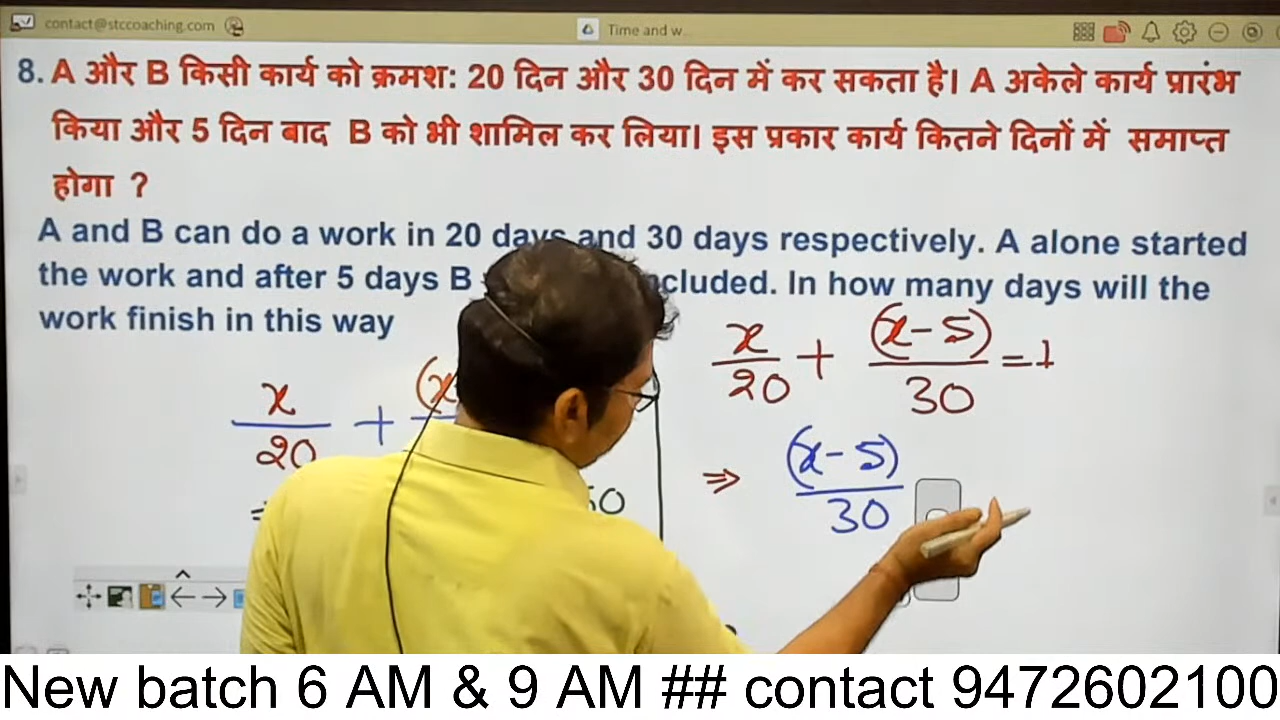 contact@stccoaching.com
Time and w...
8. A और B किसी कार्य को क्रमश: 20 दिन और 30 दिन में कर सकता है। A अकेले कार्य प्रारंभ
किया और 5 दिन बाद B को भी शामिल कर लिया। इस प्रकार कार्य कितने दिनों में समाप्त
होगा ?
A and B can do a work in 20 days and 30 days respectively. A alone started
the work and after 5 days B cluded. In how many days will the
work finish in this way
x/20 + (x-5)/30 = 1
x/20 + (x
⇒ (x-5)/30
New batch 6 AM & 9 AM ## contact 9472602100